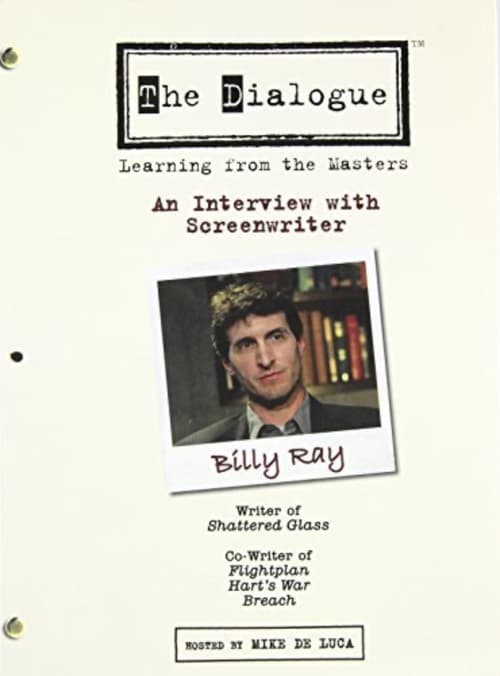 The Dialogue™
Learning from the Masters
An Interview with
Screenwriter
Billy Ray
Writer of
Shattered Glass
Co-Writer of
Flightplan
Hart's War
Breach
HOSTED BY MIKE DE LUCA